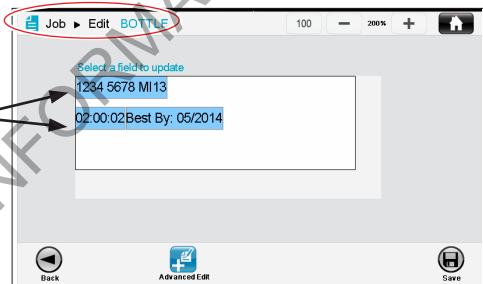 Job ▶ Edit BOTTLE
100 — 200% +
Select a field to update
1234 5678 MI13
02:00:02 Best By: 05/2014
Back
Advanced Edit
Save